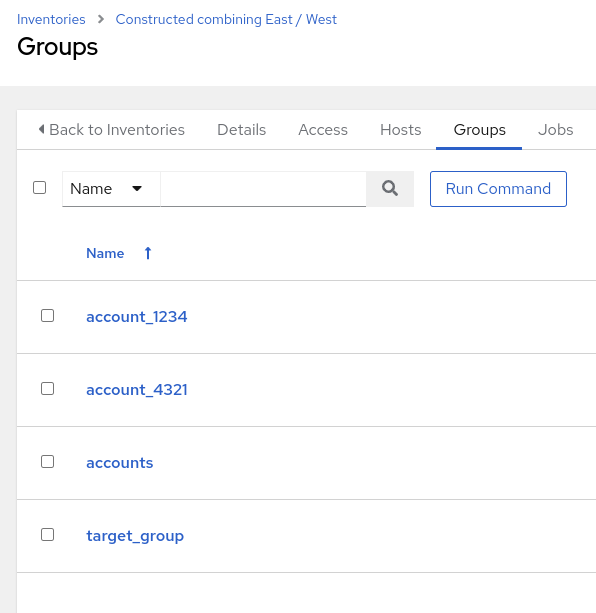 Inventories > Constructed combining East / West
Groups
Back to Inventories Details Access Hosts Groups Jobs
Name Run Command
Name
account_1234
account_4321
accounts
target_group